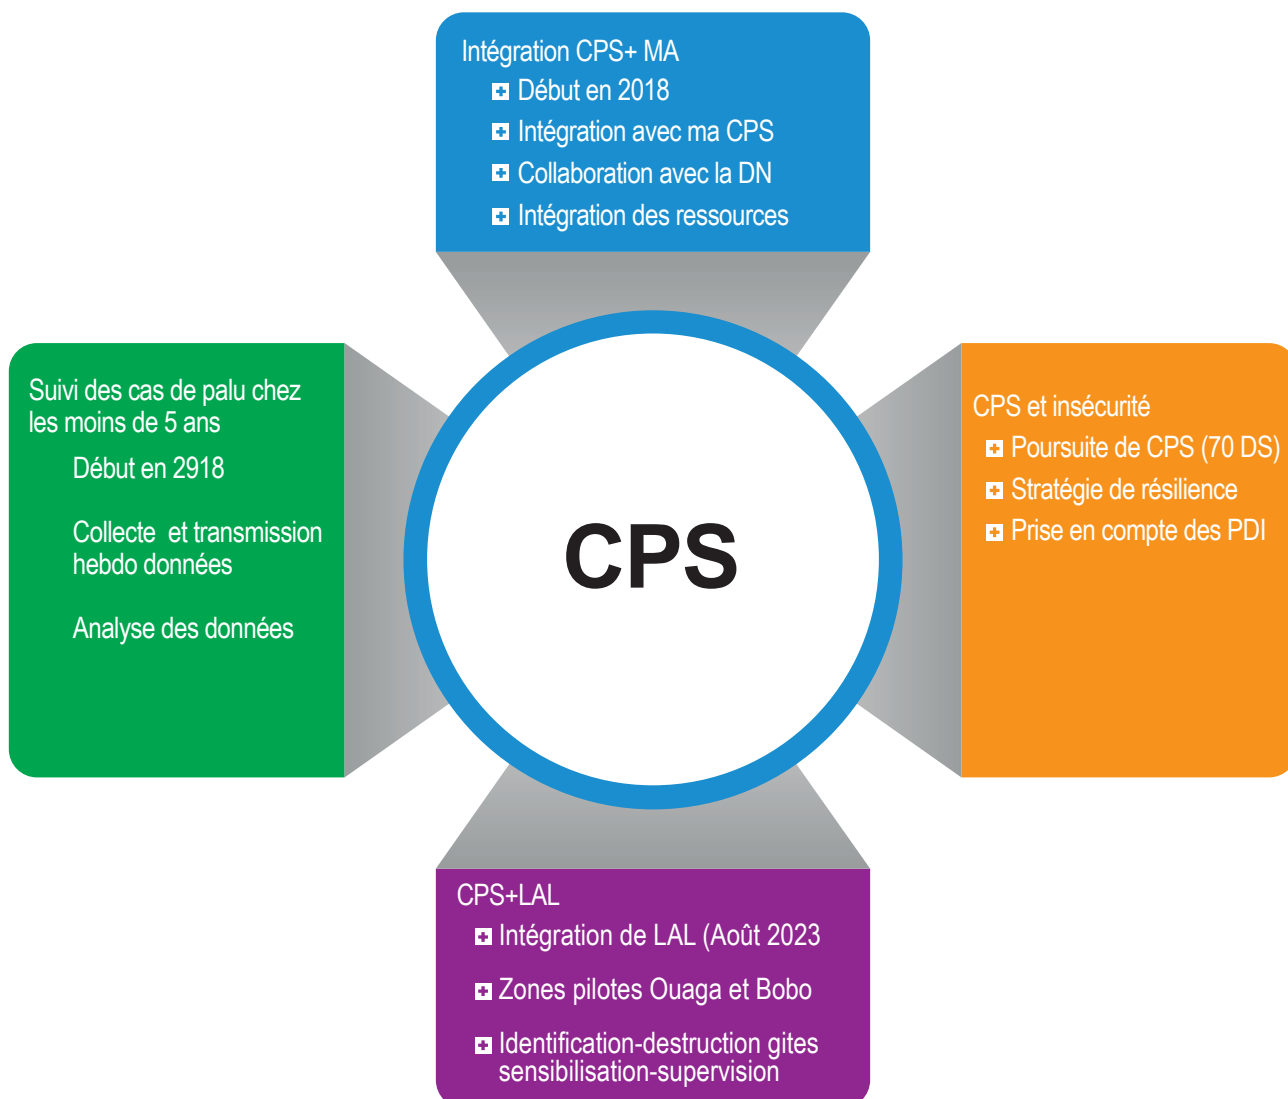 Intégration CPS+ MA
Début en 2018
Intégration avec ma CPS
Collaboration avec la DN
Intégration des ressources
Suivi des cas de palu chez
les moins de 5 ans
Début en 2918
Collecte et transmission
hebdo données
Analyse des données
CPS
CPS et insécurité
Poursuite de CPS (70 DS)
Stratégie de résilience
Prise en compte des PDI
CPS+LAL
Intégration de LAL (Août 2023
Zones pilotes Ouaga et Bobo
Identification-destruction gites
sensibilisation-supervision